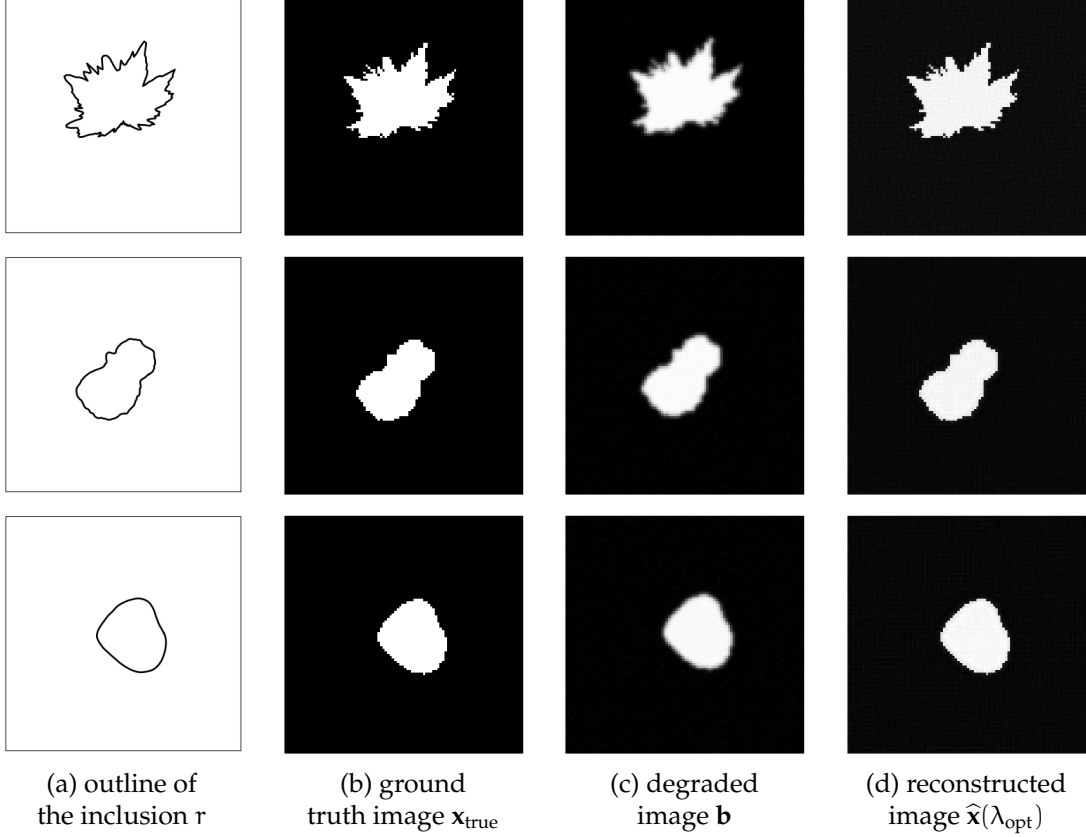 (a) outline of
the inclusion r
(b) ground
truth image x_true
(c) degraded
image b
(d) reconstructed
image x̂(λ_opt)